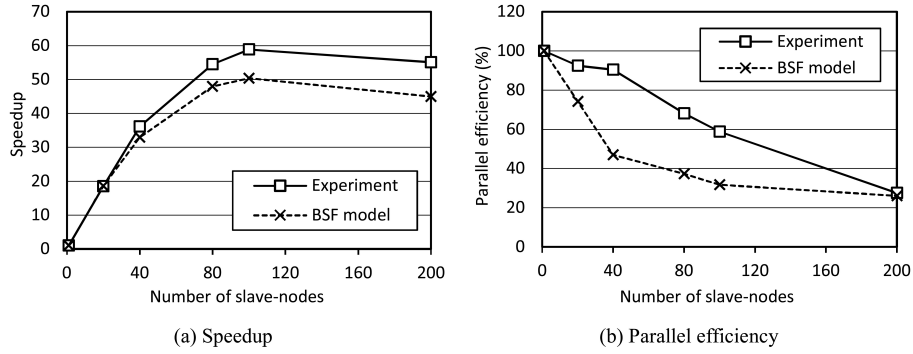 70
60
50
40
30
20
10
0
Speedup
Experiment
BSF model
0 40 80 120 160 200
Number of slave-nodes
(a) Speedup
120
100
80
60
40
20
0
Parallel efficiency (%)
Experiment
BSF model
0 40 80 120 160 200
Number of slave-nodes
(b) Parallel efficiency